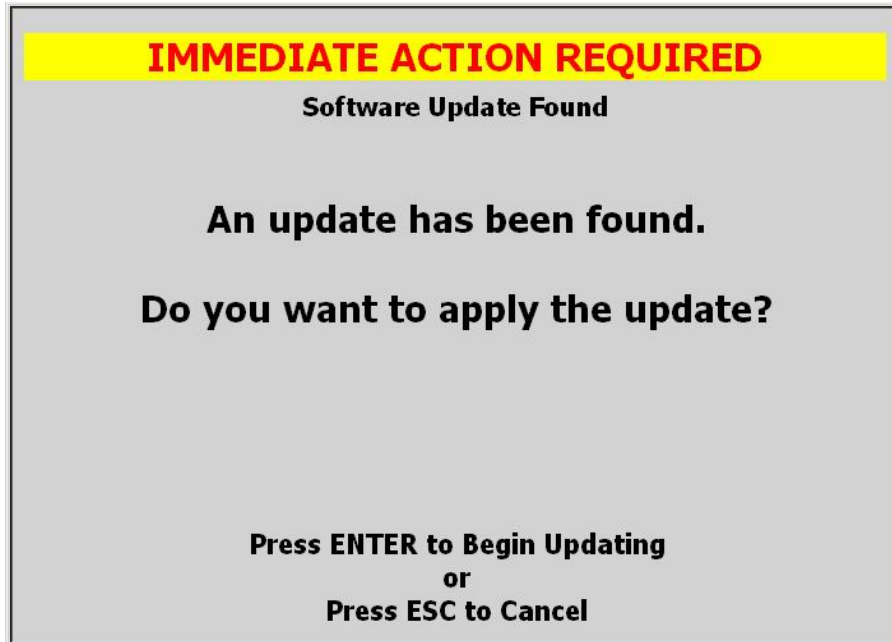 IMMEDIATE ACTION REQUIRED
Software Update Found
An update has been found.
Do you want to apply the update?
Press ENTER to Begin Updating
or
Press ESC to Cancel